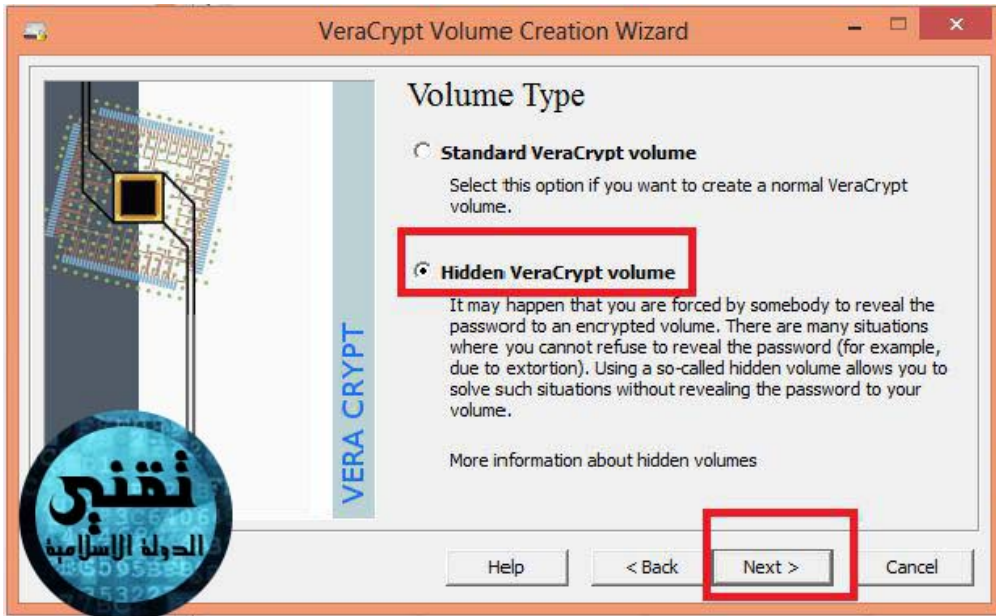 VeraCrypt Volume Creation Wizard
Volume Type
Standard VeraCrypt volume
Select this option if you want to create a normal VeraCrypt
volume.
Hidden VeraCrypt volume
It may happen that you are forced by somebody to reveal the
password to an encrypted volume. There are many situations
where you cannot refuse to reveal the password (for example,
due to extortion). Using a so-called hidden volume allows you to
solve such situations without revealing the password to your
volume.
More information about hidden volumes
VERA CRYPT
تقني
الدولة الاسلامية
Help
< Back
Next >
Cancel